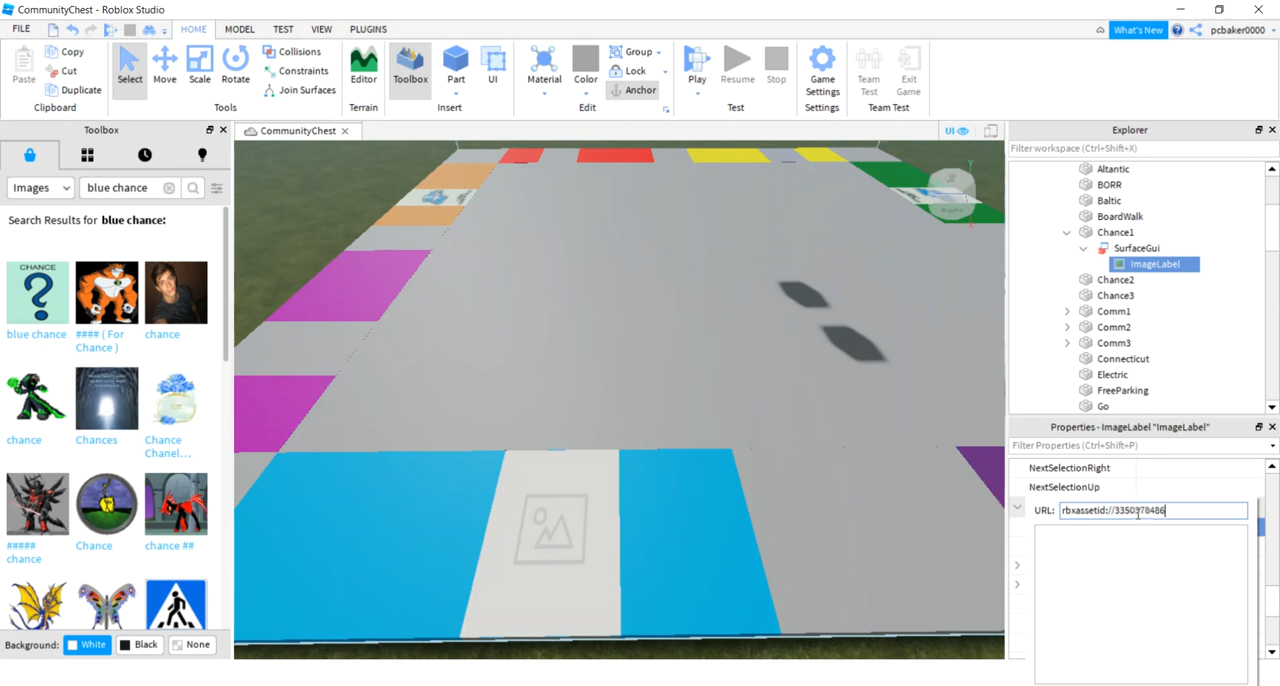 CommunityChest - Roblox Studio
FILE HOME MODEL TEST VIEW PLUGINS What's New pcbaker0000
Paste Copy Cut Duplicate Clipboard
Select Move Scale Rotate Collisions Constraints Join Surfaces Tools
Editor Terrain
Toolbox Part UI Insert
Material Color Group Lock Anchor Edit
Play Resume Stop Test
Game Settings Settings
Team Test Exit Game Team Test
Toolbox
CommunityChest
UI
Explorer
Images blue chance
Search Results for blue chance:
CHANCE
blue chance
#### ( For Chance )
chance
chance
Chances
Chance Chanel...
##### chance
Chance
chance ##
Background: White Black None
Filter workspace (Ctrl+Shift+X)
Altantic
BORR
Baltic
BoardWalk
Chance1
SurfaceGui
ImageLabel
Chance2
Chance3
Comm1
Comm2
Comm3
Connecticut
Electric
FreeParking
Go
Properties - ImageLabel "ImageLabel"
Filter Properties (Ctrl+Shift+P)
NextSelectionRight
NextSelectionUp
URL: rbxassetid://3350378486